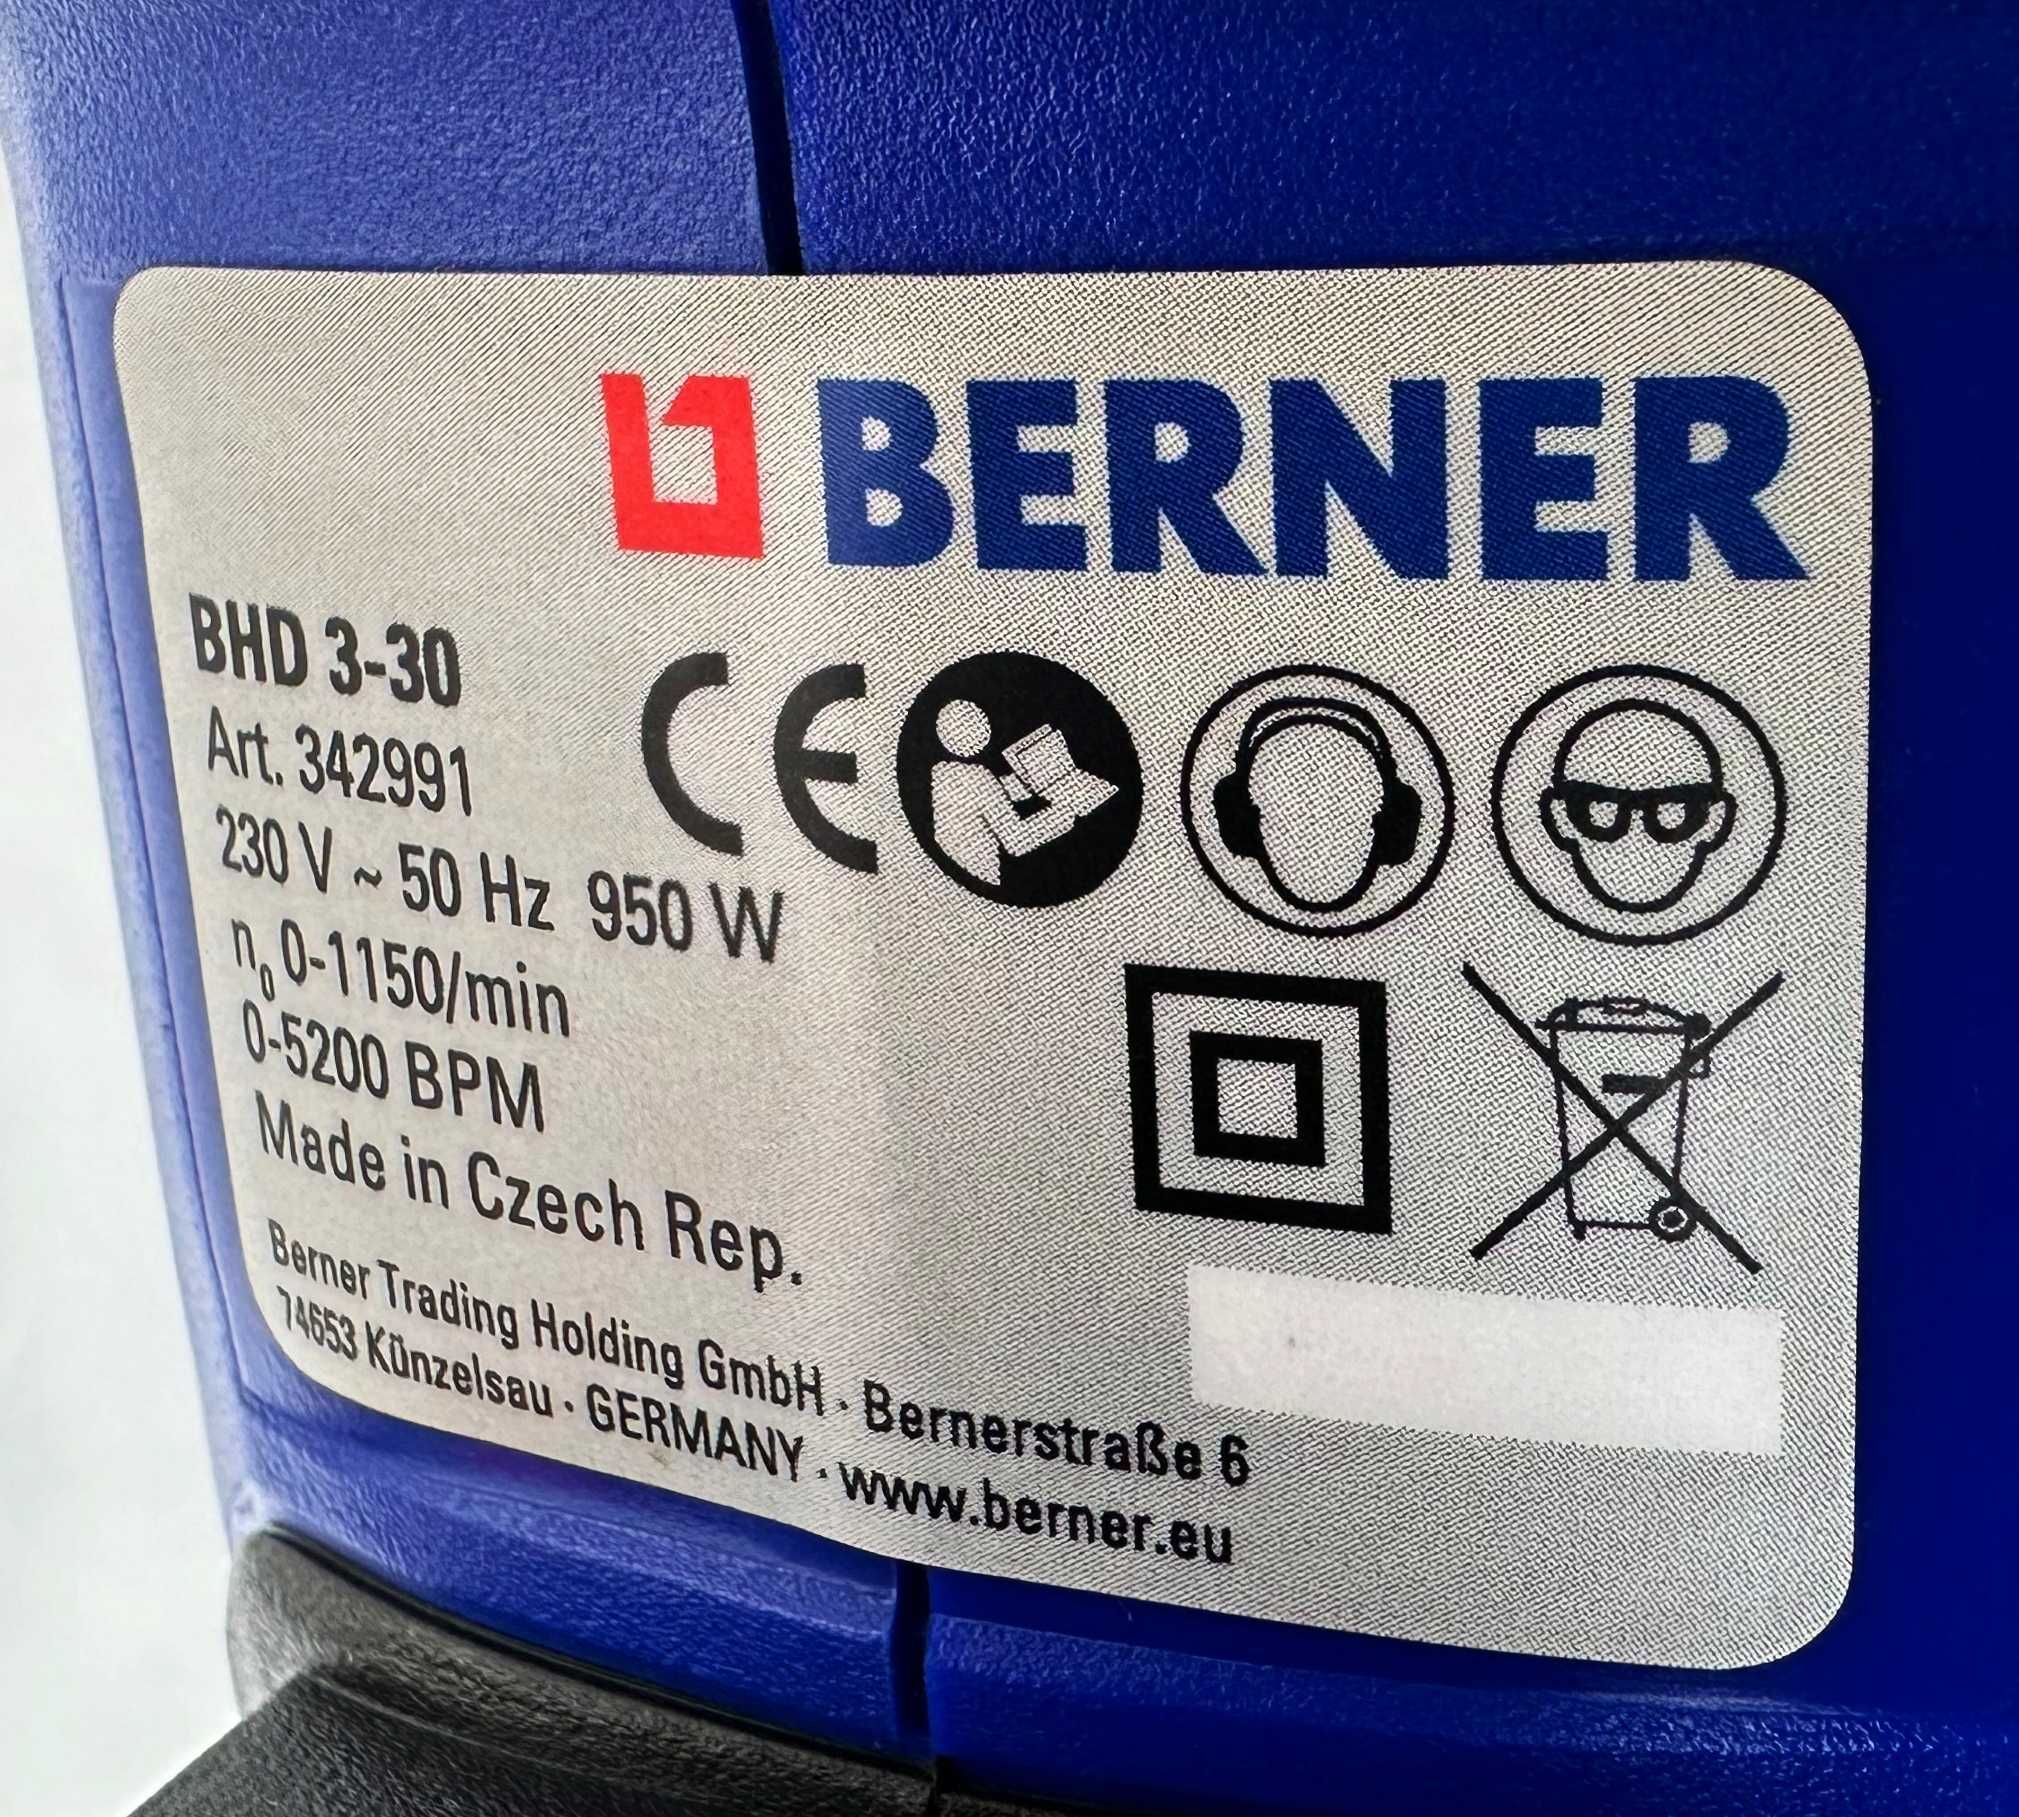 BERNER
BHD 3-30
CE
Art. 342991
230 V ~ 50 Hz 950 W
n₀ 0-1150/min
0-5200 BPM
Made in Czech Rep.
Berner Trading Holding GmbH · Bernerstraße 6
74653 Künzelsau · GERMANY · www.berner.eu